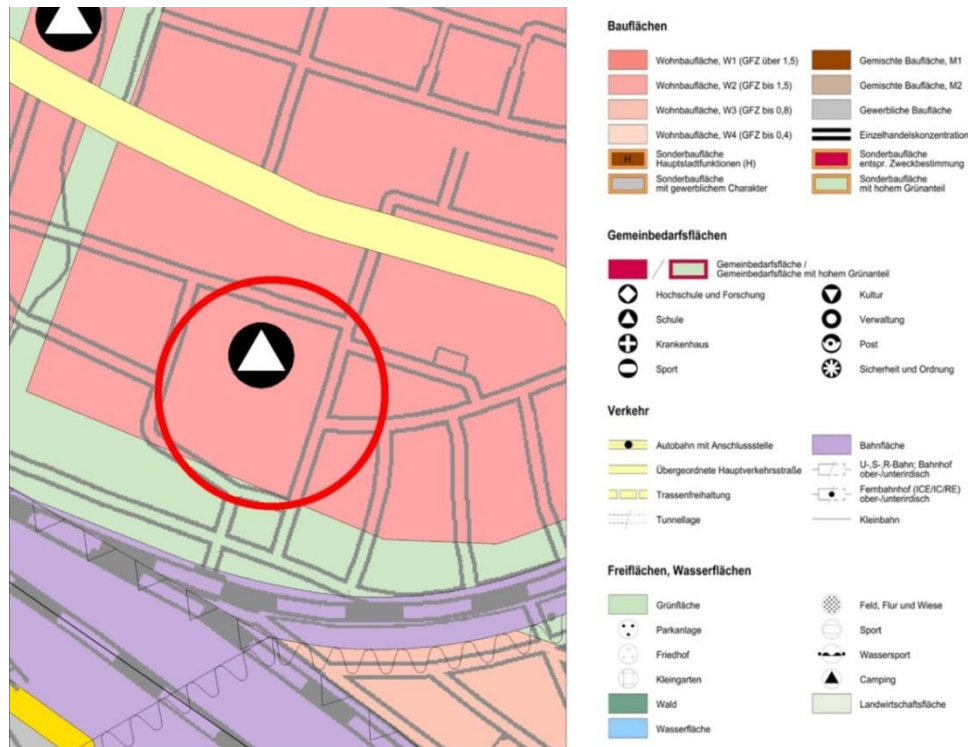 Bauflächen
Wohnbaufläche, W1 (GFZ über 1,5)
Wohnbaufläche, W2 (GFZ bis 1,5)
Wohnbaufläche, W3 (GFZ bis 0,8)
Wohnbaufläche, W4 (GFZ bis 0,4)
H
Sonderbaufläche
Hauptstadtfunktionen (H)
Sonderbaufläche
mit gewerblichem Charakter
Gemischte Baufläche, M1
Gemischte Baufläche, M2
Gewerbliche Baufläche
Einzelhandelskonzentration
Sonderbaufläche
entspr. Zweckbestimmung
Sonderbaufläche
mit hohem Grünanteil
Gemeinbedarfsflächen
/
Gemeinbedarfsfläche /
Gemeinbedarfsfläche mit hohem Grünanteil
Hochschule und Forschung
Schule
Krankenhaus
Sport
Kultur
Verwaltung
Post
Sicherheit und Ordnung
Verkehr
Autobahn mit Anschlussstelle
Übergeordnete Hauptverkehrsstraße
Trassenfreihaltung
Tunnellage
Bahnfläche
U-,S-,R-Bahn; Bahnhof
ober-/unterirdisch
Fernbahnhof (ICE/IC/RE)
ober-/unterirdisch
Kleinbahn
Freiflächen, Wasserflächen
Grünfläche
Parkanlage
Friedhof
Kleingarten
Wald
Wasserfläche
Feld, Flur und Wiese
Sport
Wassersport
Camping
Landwirtschaftsfläche